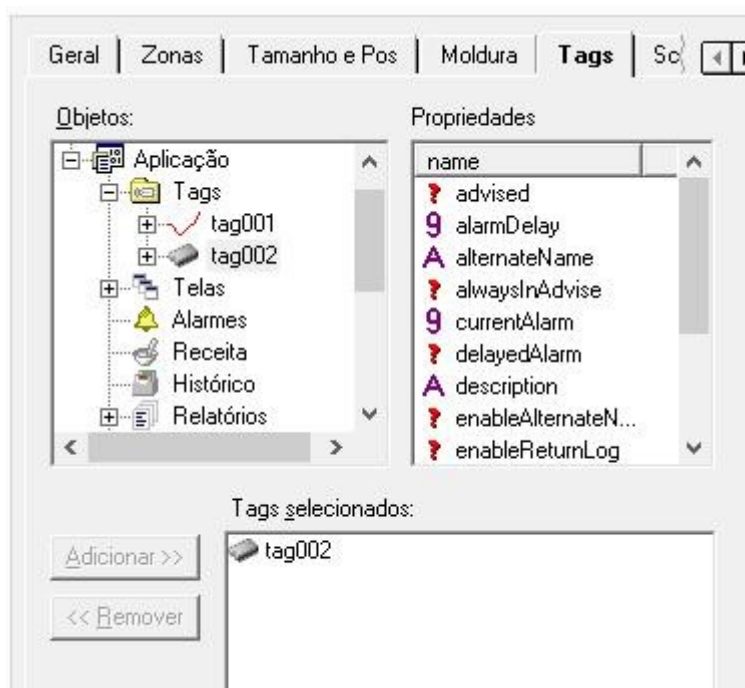 Geral Zonas Tamanho e Pos Moldura Tags Sc
Objetos:
Aplicação
Tags
tag001
tag002
Telas
Alarmes
Receita
Histórico
Relatórios
Propriedades
name
advised
alarmDelay
alternateName
alwaysInAdvise
currentAlarm
delayedAlarm
description
enableAlternateN...
enableReturnLog
Adicionar >>
<< Remover
Tags selecionados:
tag002